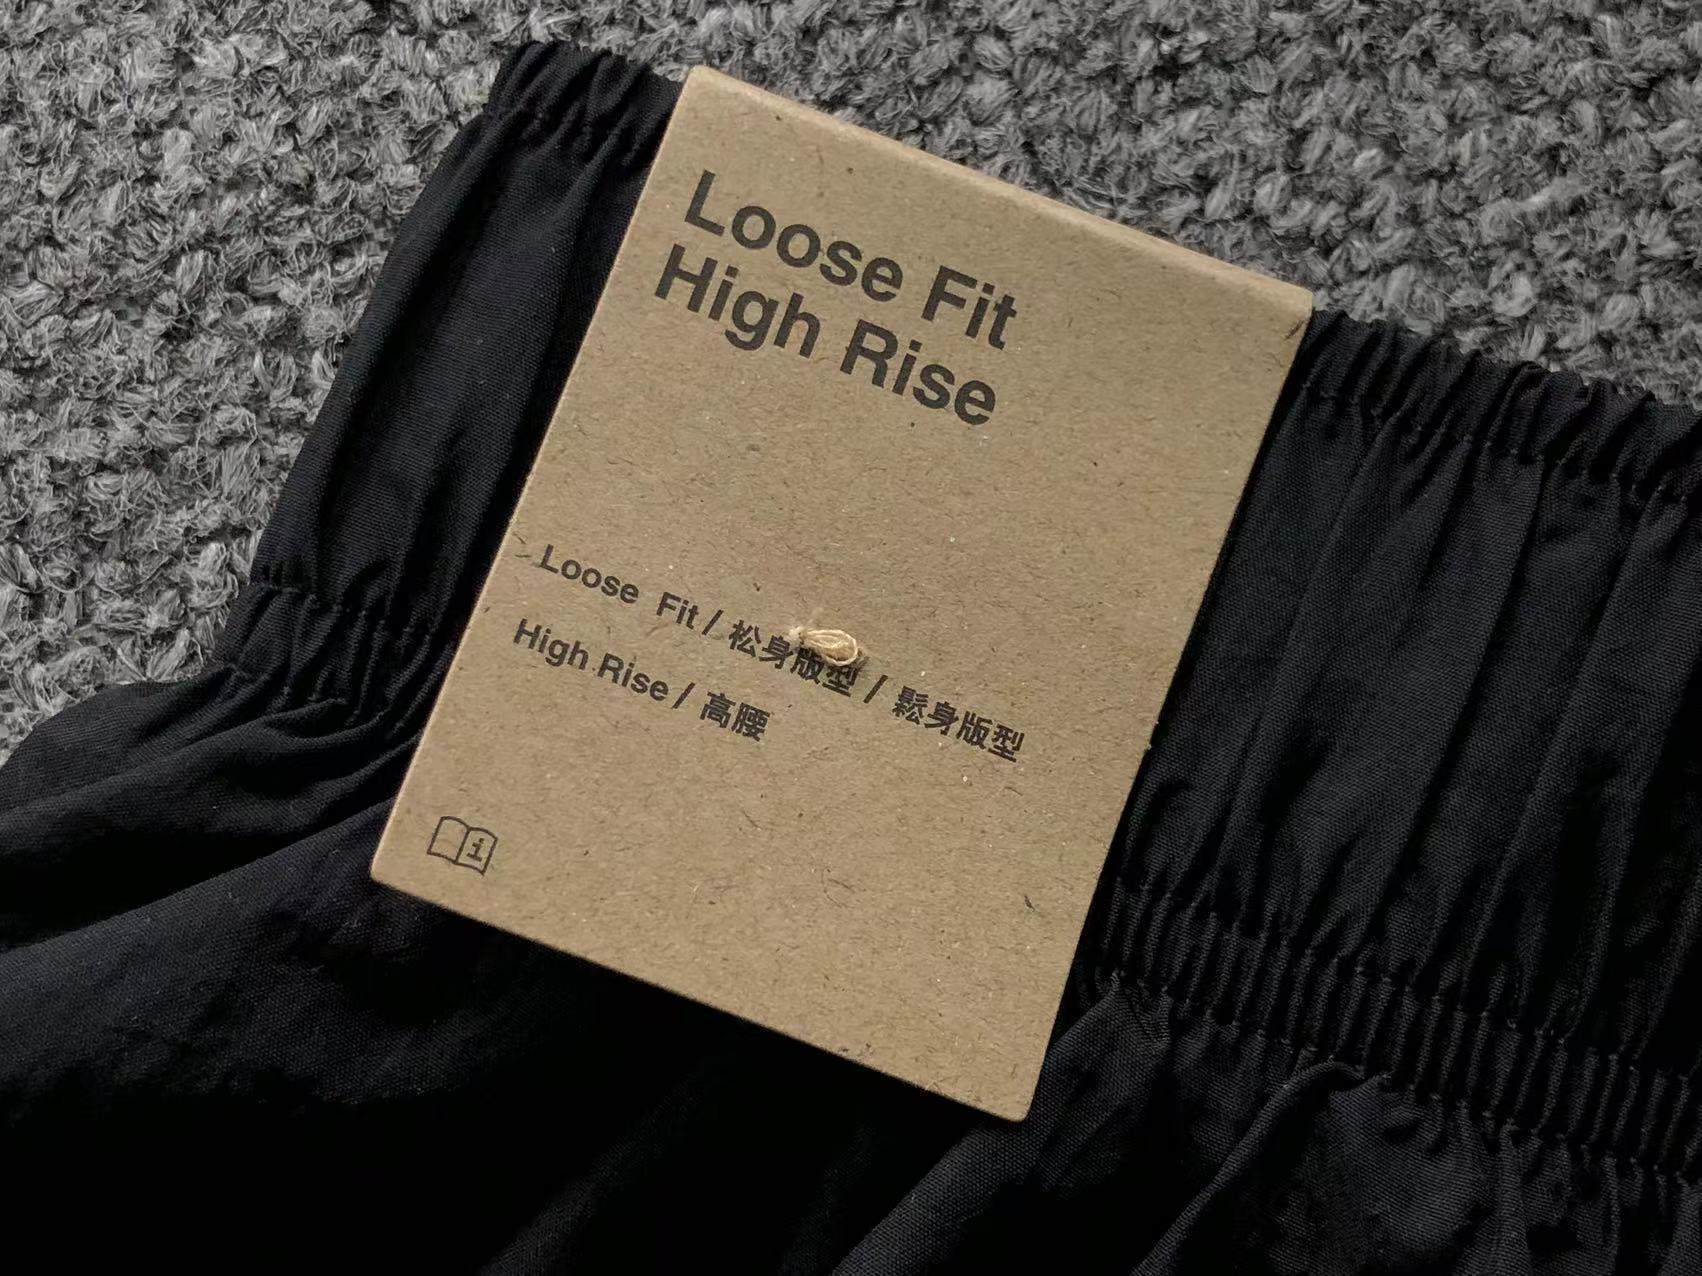 Loose Fit
High Rise
Loose Fit / 松身版型 / 鬆身版型
High Rise / 高腰
i